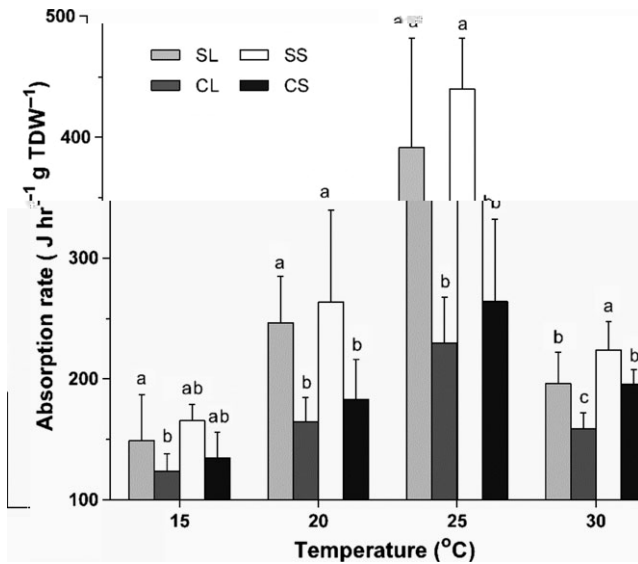 500
a a a
SL SS
CL CS
400
a
bb
300
a
b
a
b b b b
200
a ab ab b c
b
100
15 20 25 30
Temperature (°C)
Absorption rate ( J hr⁻¹ g TDW⁻¹)